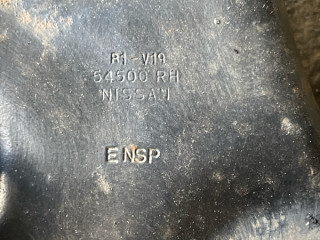 R1-V19
54500 RH
NISSAN
ENSP